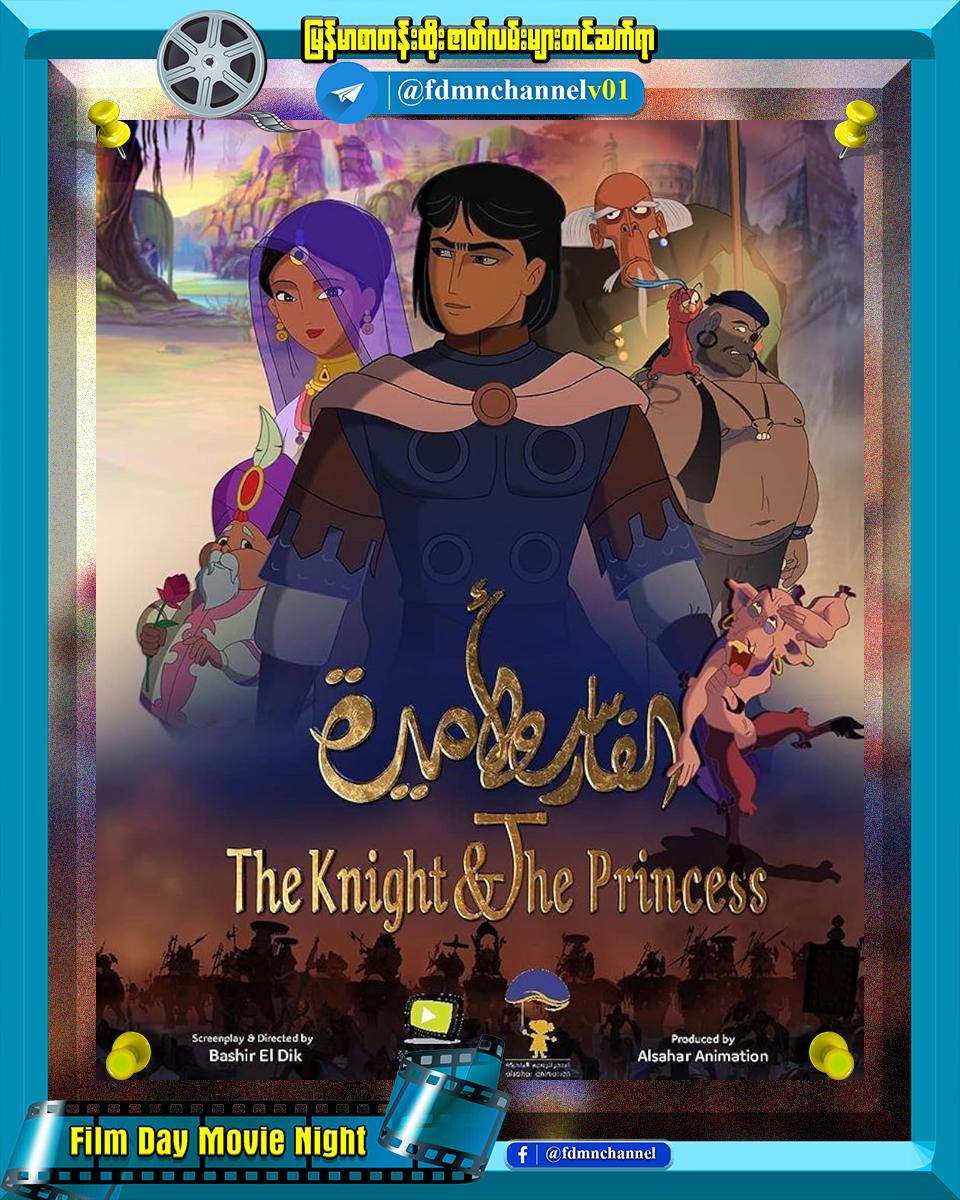 မြန်မာစာတန်းထိုးဇာတ်လမ်းများတင်ဆက်ရာ
@fdmnchannelv01
الفارس والأميرة
The Knight & The Princess
Screenplay & Directed by
Bashir El Dik
Produced by
Alsahar Animation
alsahar animation
Film Day Movie Night
@fdmnchannel